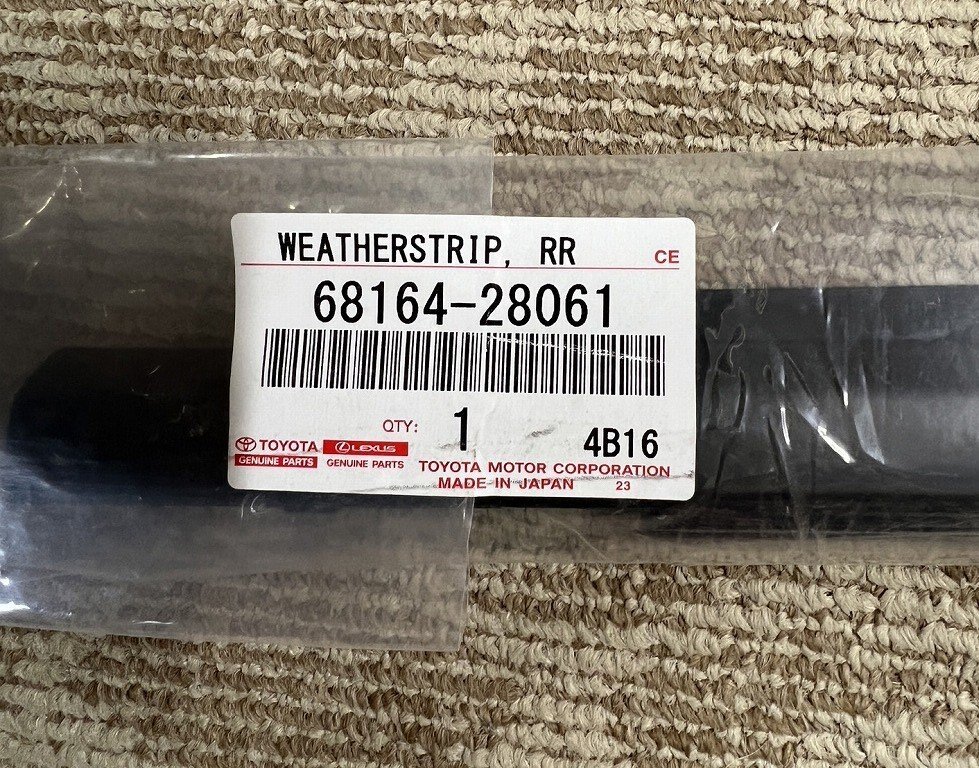 WEATHERSTRIP, RR CE
68164-28061
QTY: 1 4B16
TOYOTA LEXUS
GENUINE PARTS GENUINE PARTS
TOYOTA MOTOR CORPORATION
MADE IN JAPAN 23